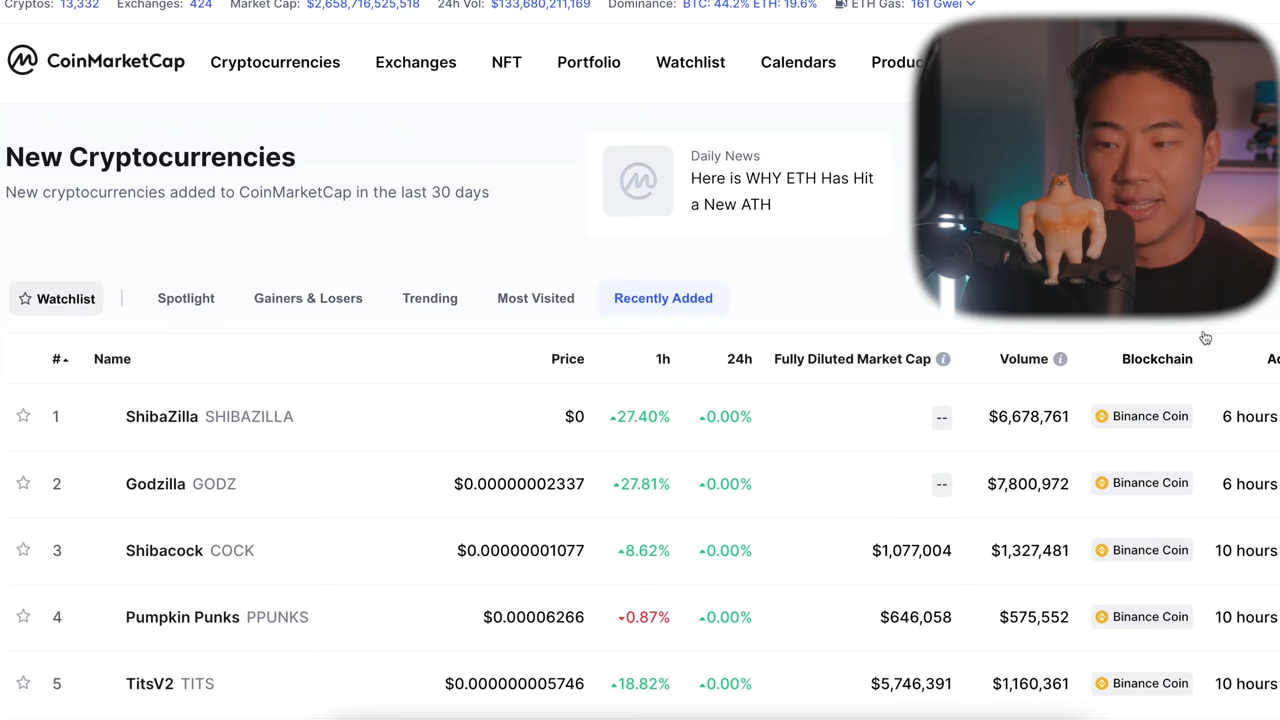 Cryptos: 13,332 Exchanges: 424 Market Cap: $2,658,716,525,518 24h Vol: $133,680,211,169 Dominance: BTC: 44.2% ETH: 19.6% ETH Gas: 161 Gwei
CoinMarketCap Cryptocurrencies Exchanges NFT Portfolio Watchlist Calendars Produc
New Cryptocurrencies
New cryptocurrencies added to CoinMarketCap in the last 30 days
Daily News
Here is WHY ETH Has Hit
a New ATH
Watchlist Spotlight Gainers & Losers Trending Most Visited Recently Added
# Name Price 1h 24h Fully Diluted Market Cap Volume Blockchain Ad
1 ShibaZilla SHIBAZILLA $0 27.40% 0.00% -- $6,678,761 Binance Coin 6 hours
2 Godzilla GODZ $0.00000002337 27.81% 0.00% -- $7,800,972 Binance Coin 6 hours
3 Shibacock COCK $0.00000001077 8.62% 0.00% $1,077,004 $1,327,481 Binance Coin 10 hours
4 Pumpkin Punks PPUNKS $0.00006266 0.87% 0.00% $646,058 $575,552 Binance Coin 10 hours
5 TitsV2 TITS $0.000000005746 18.82% 0.00% $5,746,391 $1,160,361 Binance Coin 10 hours